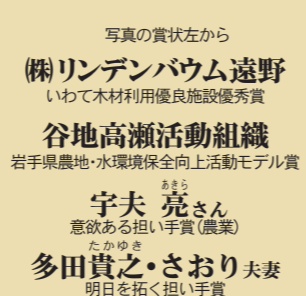 写真の賞状左から
㈱リンデンバウム遠野
いわて木材利用優良施設優秀賞
谷地高瀬活動組織
岩手県農地・水環境保全向上活動モデル賞
あきら
宇夫 亮さん
意欲ある担い手賞（農業）
たかゆき
多田貴之・さおり夫妻
明日を拓く担い手賞